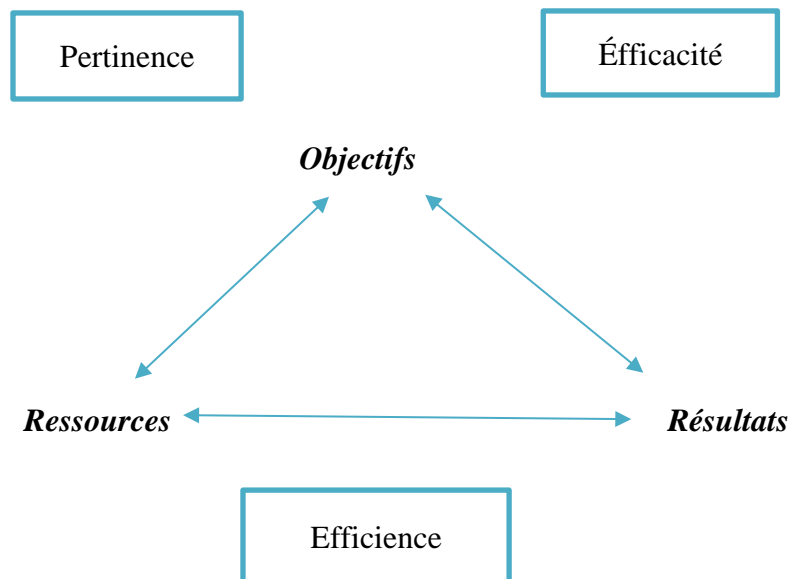 Pertinence
Éfficacité
Objectifs
Ressources
Résultats
Efficience